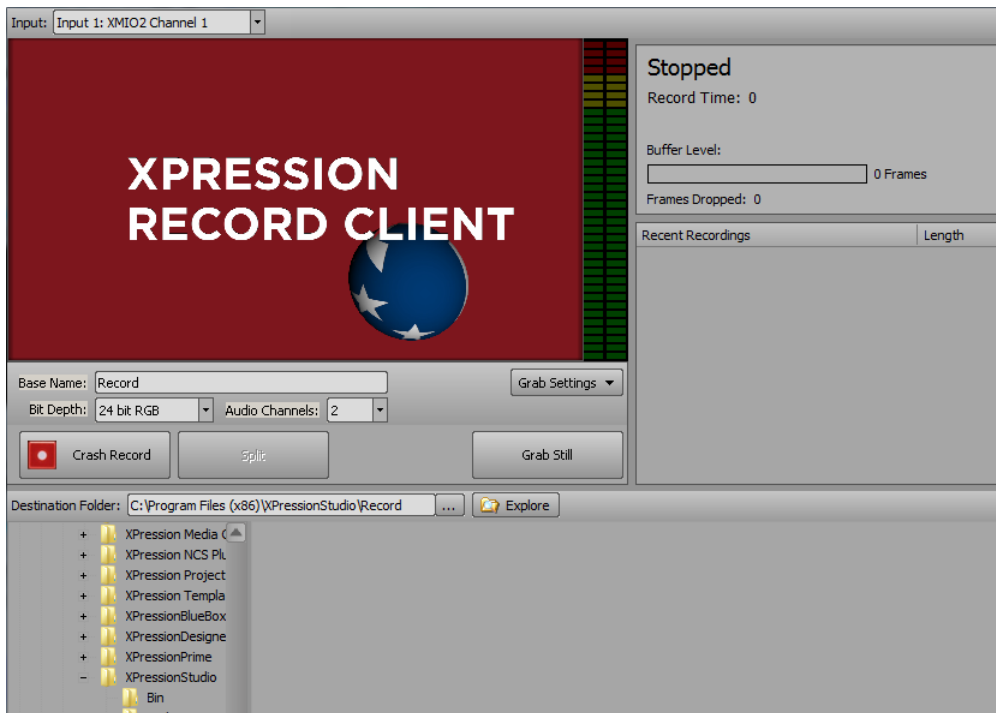 Input: Input 1: XMIO2 Channel 1
XPRESSION
RECORD CLIENT
Stopped
Record Time: 0
Buffer Level:
0 Frames
Frames Dropped: 0
Recent Recordings Length
Base Name: Record Grab Settings
Bit Depth: 24 bit RGB Audio Channels: 2
Crash Record Split Grab Still
Destination Folder: C:\Program Files (x86)\XPressionStudio\Record ... Explore
+ XPression Media C
+ XPression NCS Plu
+ XPression Project
+ XPression Templa
+ XPressionBlueBox
+ XPressionDesigne
+ XPressionPrime
- XPressionStudio
Bin